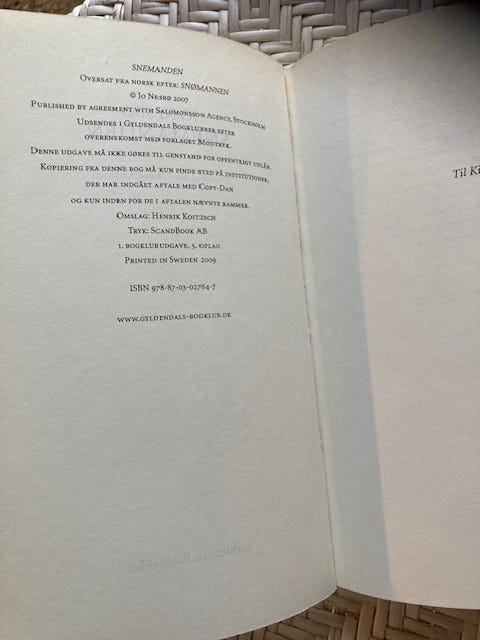 SNEMANDEN
OVERSAT FRA NORSK EFTER: SNØMANNEN
© JO NESBØ 2007
PUBLISHED BY AGREEMENT WITH SALOMONSSON AGENCY, STOCKHOLM
UDSENDES I GYLDENDALS BOGKLUBBER EFTER
OVERENSKOMST MED FORLAGET MODTRYK.
DENNE UDGAVE MÅ IKKE GØRES TIL GENSTAND FOR OFFENTLIGT UDLÅN.
KOPIERING FRA DENNE BOG MÅ KUN FINDE STED PÅ INSTITUTIONER,
DER HAR INDGÅET AFTALE MED COPY-DAN
OG KUN INDEN FOR DE I AFTALEN NÆVNTE RAMMER.
OMSLAG: HENRIK KOITZSCH
TRYK: SCANDBOOK AB
1. BOGKLUBUDGAVE, 5. OPLAG
PRINTED IN SWEDEN 2009
ISBN 978-87-03-02764-7
WWW.GYLDENDALS-BOGKLUB.DK
Til Ki